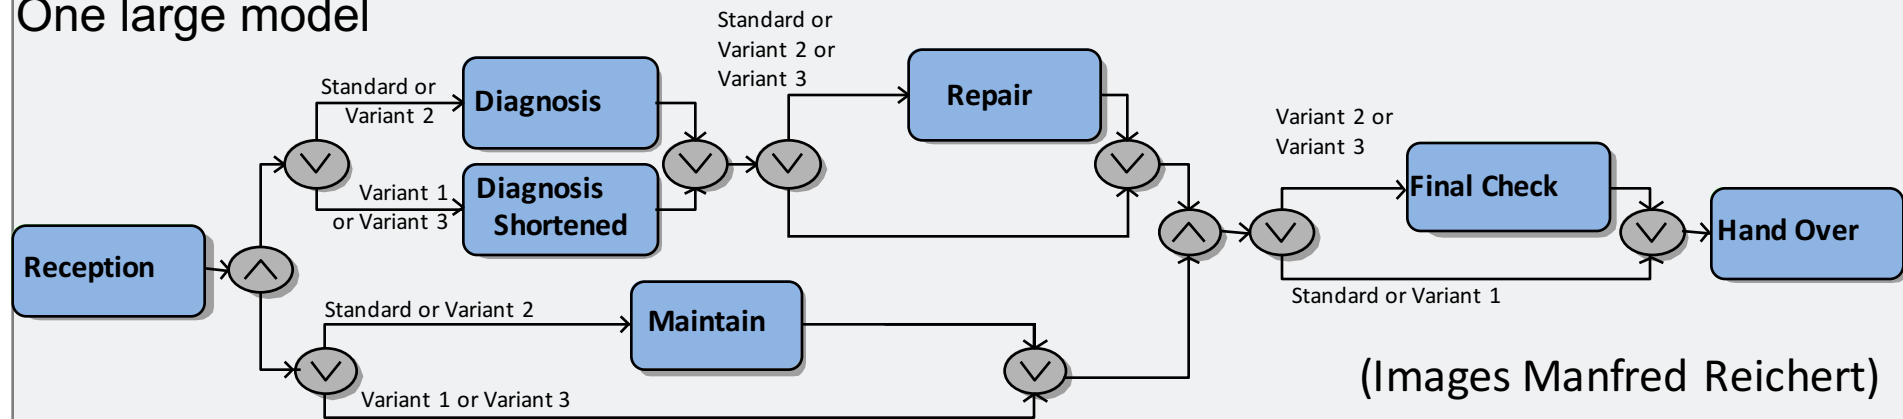 One large model
Standard or
Variant 2 or
Variant 3
Standard or
Variant 2
Diagnosis
Repair
Variant 1
or Variant 3
Diagnosis
Shortened
Variant 2 or
Variant 3
Final Check
Hand Over
Reception
Standard or Variant 1
Standard or Variant 2
Maintain
Variant 1 or Variant 3
(Images Manfred Reichert)